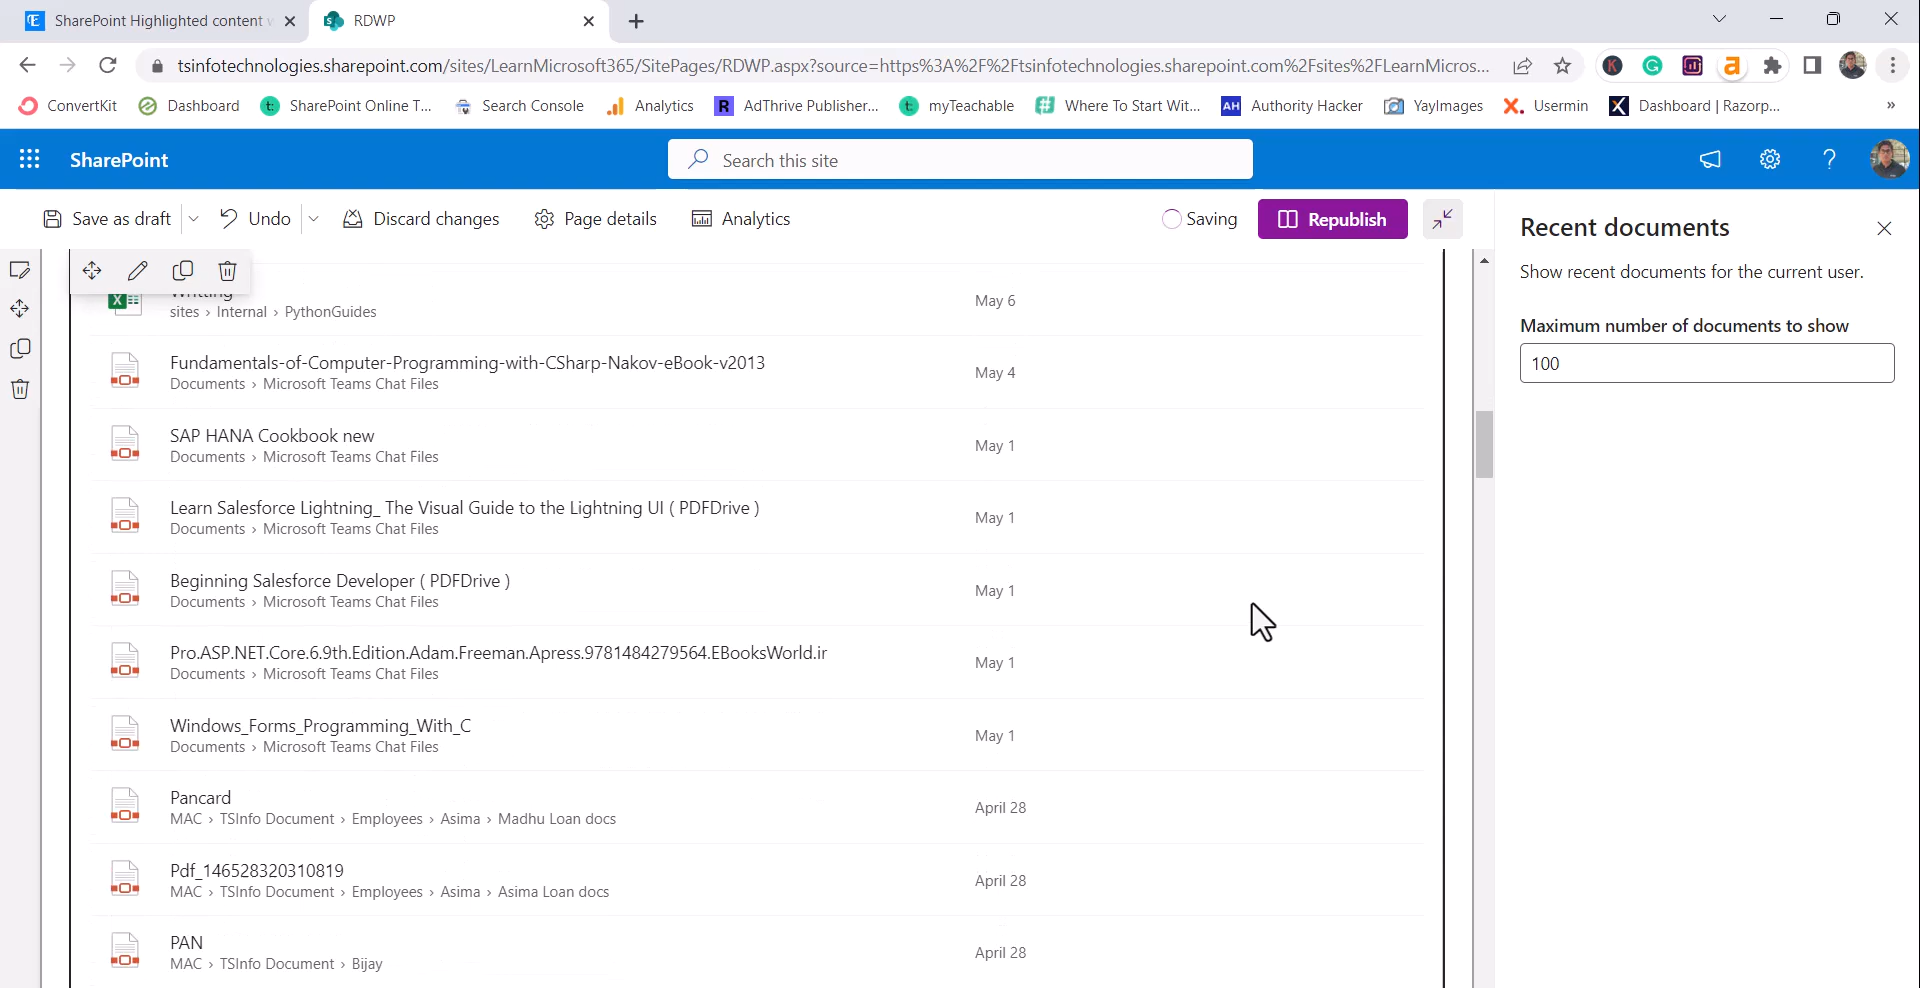 SharePoint Highlighted content
RDWP
tsinfotechnologies.sharepoint.com/sites/LearnMicrosoft365/SitePages/RDWP.aspx?source=https%3A%2F%2Ftsinfotechnologies.sharepoint.com%2Fsites%2FLearnMicros...
ConvertKit
Dashboard
SharePoint Online T...
Search Console
Analytics
AdThrive Publisher...
myTeachable
Where To Start Wit...
Authority Hacker
YayImages
Usermin
Dashboard | Razorp...
SharePoint
Search this site
Save as draft
Undo
Discard changes
Page details
Analytics
Saving
Republish
May 6
sites › Internal › PythonGuides
Fundamentals-of-Computer-Programming-with-CSharp-Nakov-eBook-v2013
May 4
Documents › Microsoft Teams Chat Files
SAP HANA Cookbook new
May 1
Documents › Microsoft Teams Chat Files
Learn Salesforce Lightning_ The Visual Guide to the Lightning UI ( PDFDrive )
May 1
Documents › Microsoft Teams Chat Files
Beginning Salesforce Developer ( PDFDrive )
May 1
Documents › Microsoft Teams Chat Files
Pro.ASP.NET.Core.6.9th.Edition.Adam.Freeman.Apress.9781484279564.EBooksWorld.ir
May 1
Documents › Microsoft Teams Chat Files
Windows_Forms_Programming_With_C
May 1
Documents › Microsoft Teams Chat Files
Pancard
April 28
MAC › TSInfo Document › Employees › Asima › Madhu Loan docs
Pdf_146528320310819
April 28
MAC › TSInfo Document › Employees › Asima › Asima Loan docs
PAN
April 28
MAC › TSInfo Document › Bijay
Recent documents
Show recent documents for the current user.
Maximum number of documents to show
100